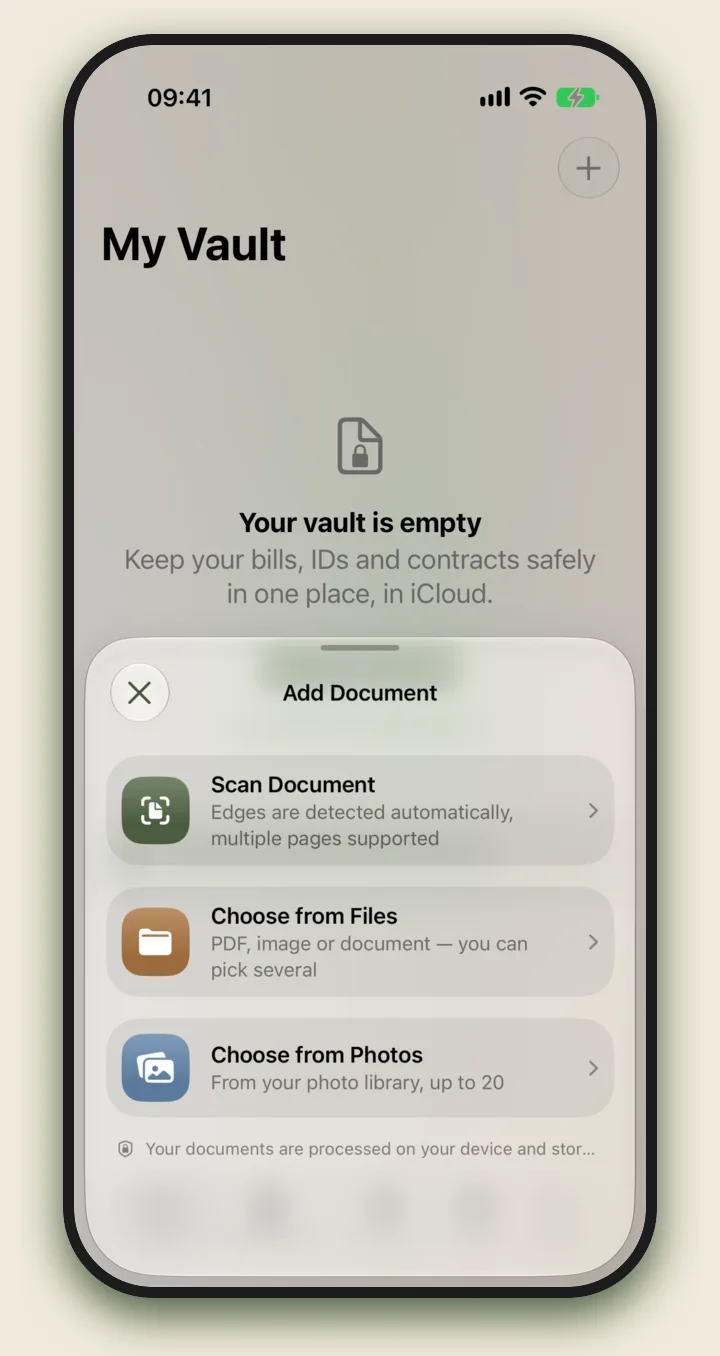 09:41
My Vault
Your vault is empty
Keep your bills, IDs and contracts safely
in one place, in iCloud.
Add Document
Scan Document
Edges are detected automatically,
multiple pages supported
Choose from Files
PDF, image or document — you can
pick several
Choose from Photos
From your photo library, up to 20
Your documents are processed on your device and stor...